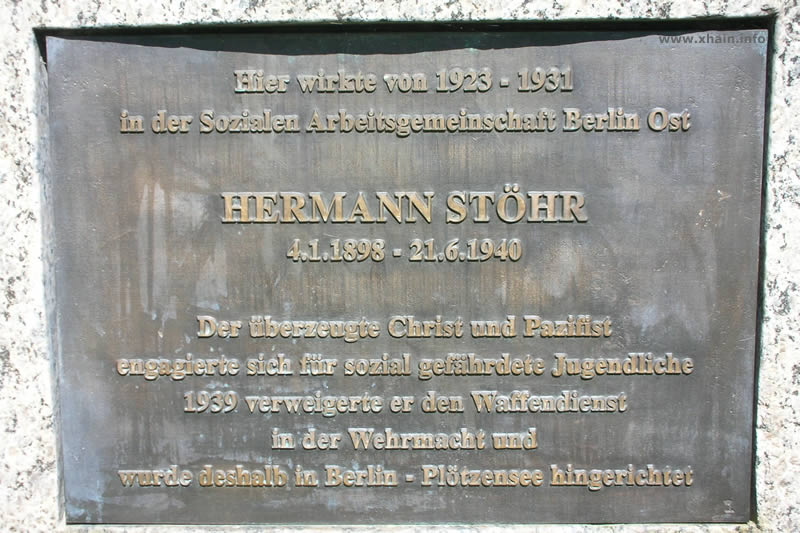 www.xhain.info
Hier wirkte von 1923 - 1931
in der Sozialen Arbeitsgemeinschaft Berlin Ost
HERMANN STÖHR
4.1.1898 - 21.6.1940
Der überzeugte Christ und Pazifist
engagierte sich für sozial gefährdete Jugendliche
1939 verweigerte er den Waffendienst
in der Wehrmacht und
wurde deshalb in Berlin - Plötzensee hingerichtet